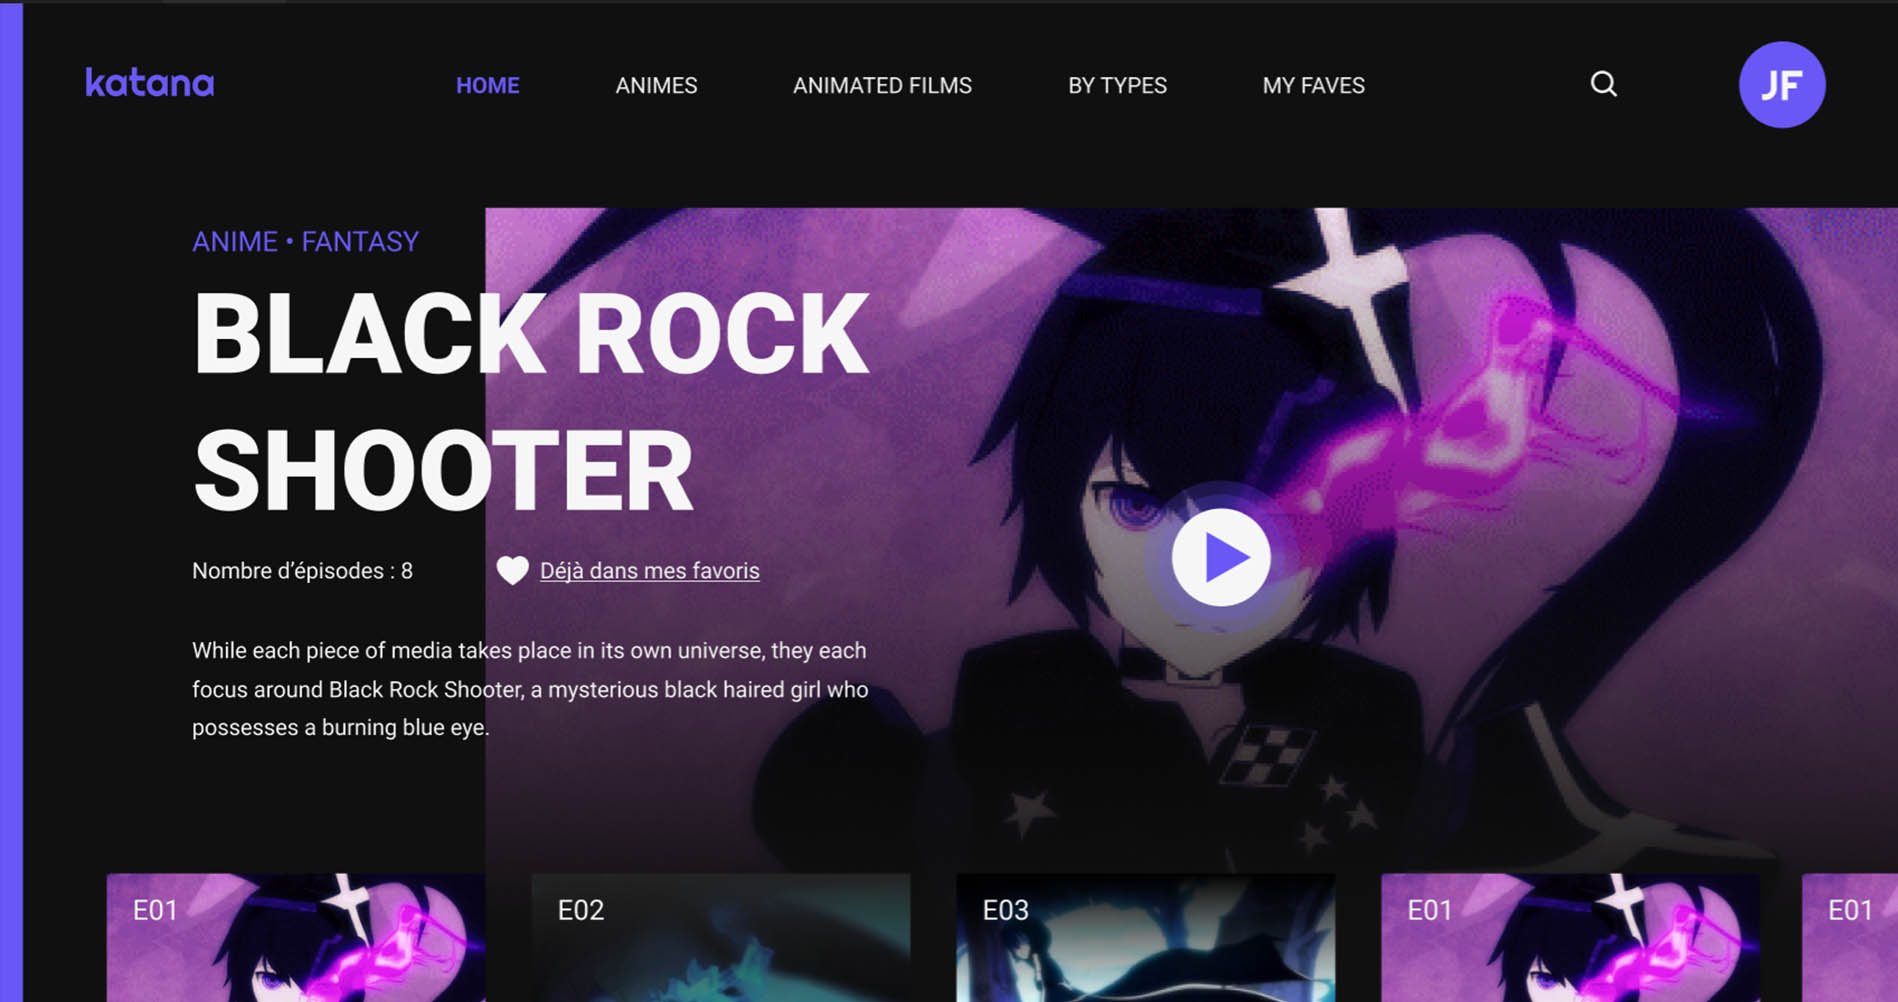 katana
HOME
ANIMES
ANIMATED FILMS
BY TYPES
MY FAVES
JF
ANIME • FANTASY
BLACK ROCK
SHOOTER
Nombre d’épisodes : 8
Déjà dans mes favoris
While each piece of media takes place in its own universe, they each
focus around Black Rock Shooter, a mysterious black haired girl who
possesses a burning blue eye.
E01
E02
E03
E01
E01